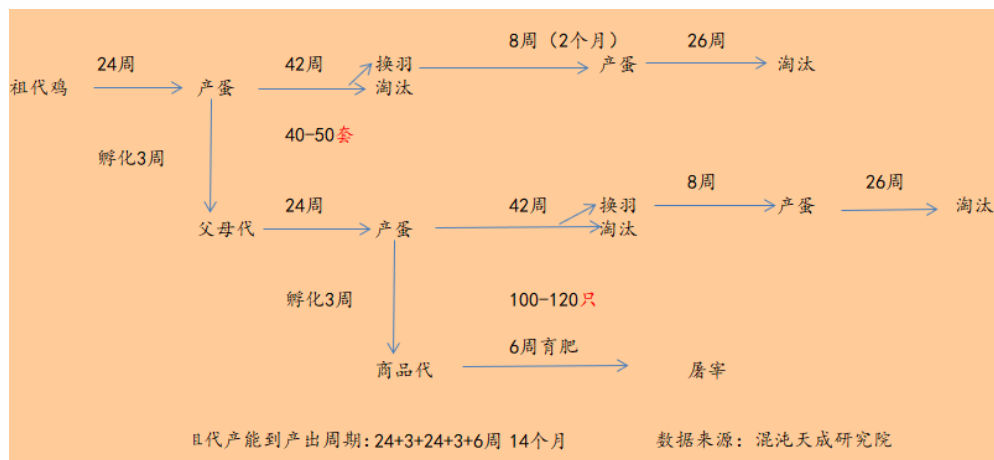 8周（2个月） 26周
24周 42周 换羽 产蛋 淘汰
祖代鸡 产蛋 淘汰
40-50套
孵化3周
24周 42周 8周 26周
换羽 产蛋 淘汰
父母代 产蛋 淘汰
孵化3周 100-120只
6周育肥
商品代 屠宰
代产能到产出周期：24+3+24+3+6周 14个月 数据来源：混沌天成研究院